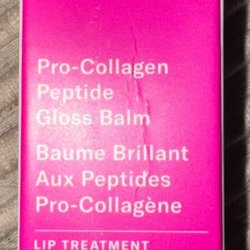 Pro-Collagen
Peptide
Gloss Balm
Baume Brillant
Aux Peptides
Pro-Collagène
LIP TREATMENT